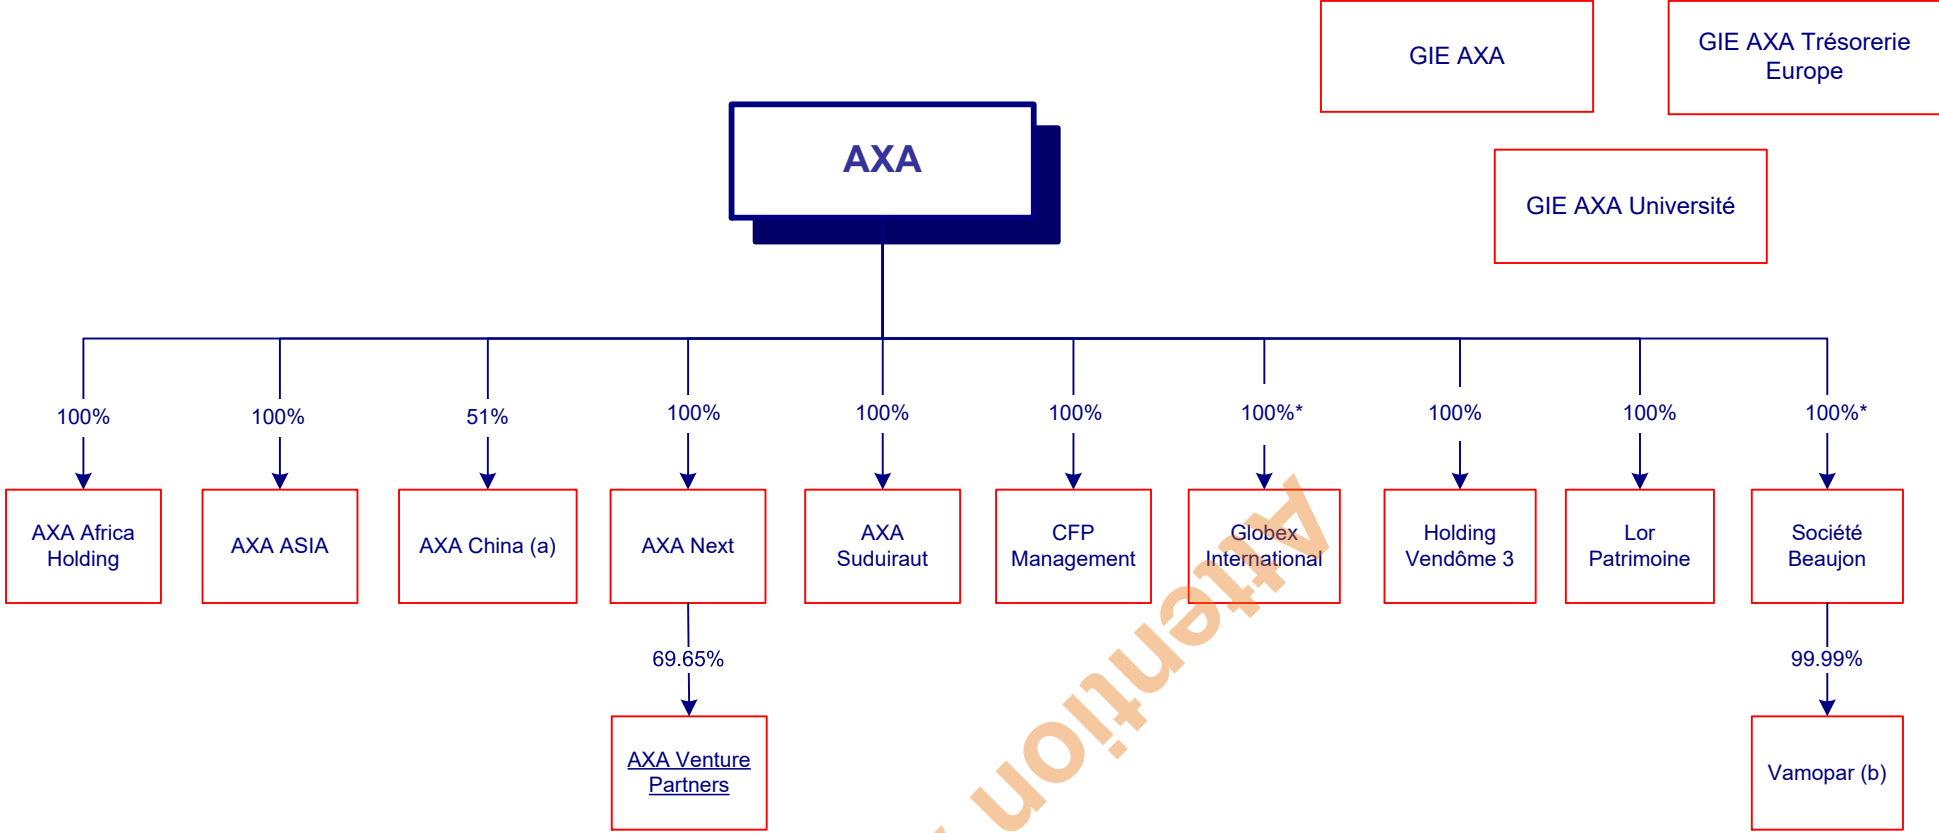 GIE AXA
GIE AXA Trésorerie
Europe
AXA
GIE AXA Université
100%
100%
51%
100%
100%
100%
100%*
100%
100%
100%*
AXA Africa
Holding
AXA ASIA
AXA China (a)
AXA Next
AXA
Suduiraut
CFP
Management
Globex
International
Holding
Vendôme 3
Lor
Patrimoine
Société
Beaujon
69.65%
99.99%
AXA Venture
Partners
Vamopar (b)
Attention